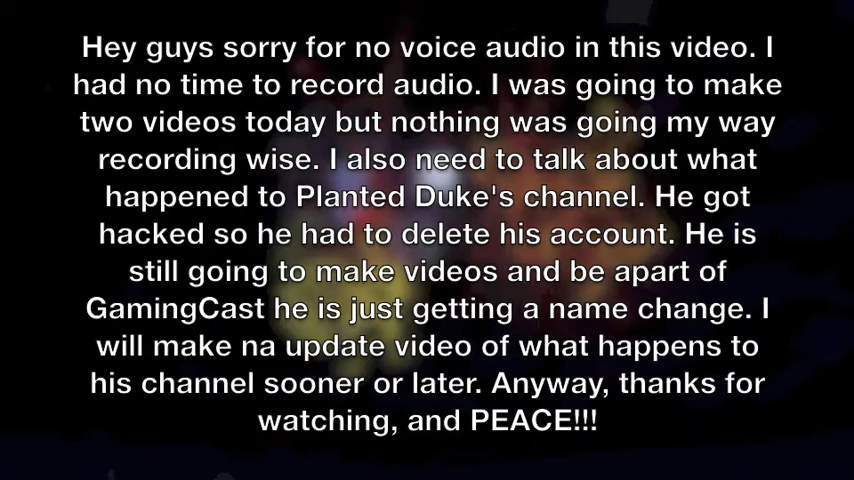 Hey guys sorry for no voice audio in this video. I
had no time to record audio. I was going to make
two videos today but nothing was going my way
recording wise. I also need to talk about what
happened to Planted Duke's channel. He got
hacked so he had to delete his account. He is
still going to make videos and be apart of
GamingCast he is just getting a name change. I
will make na update video of what happens to
his channel sooner or later. Anyway, thanks for
watching, and PEACE!!!